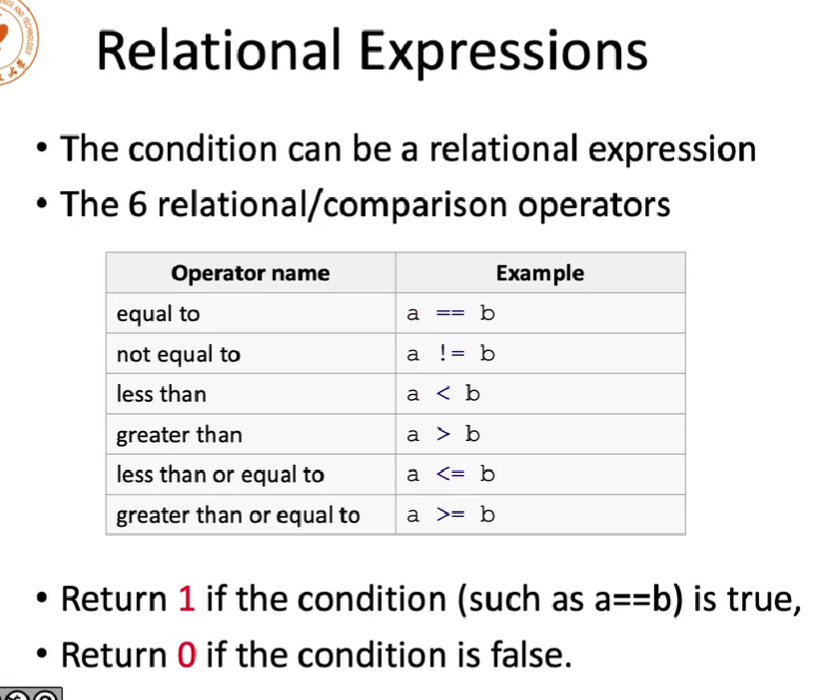 Relational Expressions
• The condition can be a relational expression
• The 6 relational/comparison operators
Operator name Example
equal to a == b
not equal to a != b
less than a < b
greater than a > b
less than or equal to a <= b
greater than or equal to a >= b
• Return 1 if the condition (such as a==b) is true,
• Return 0 if the condition is false.